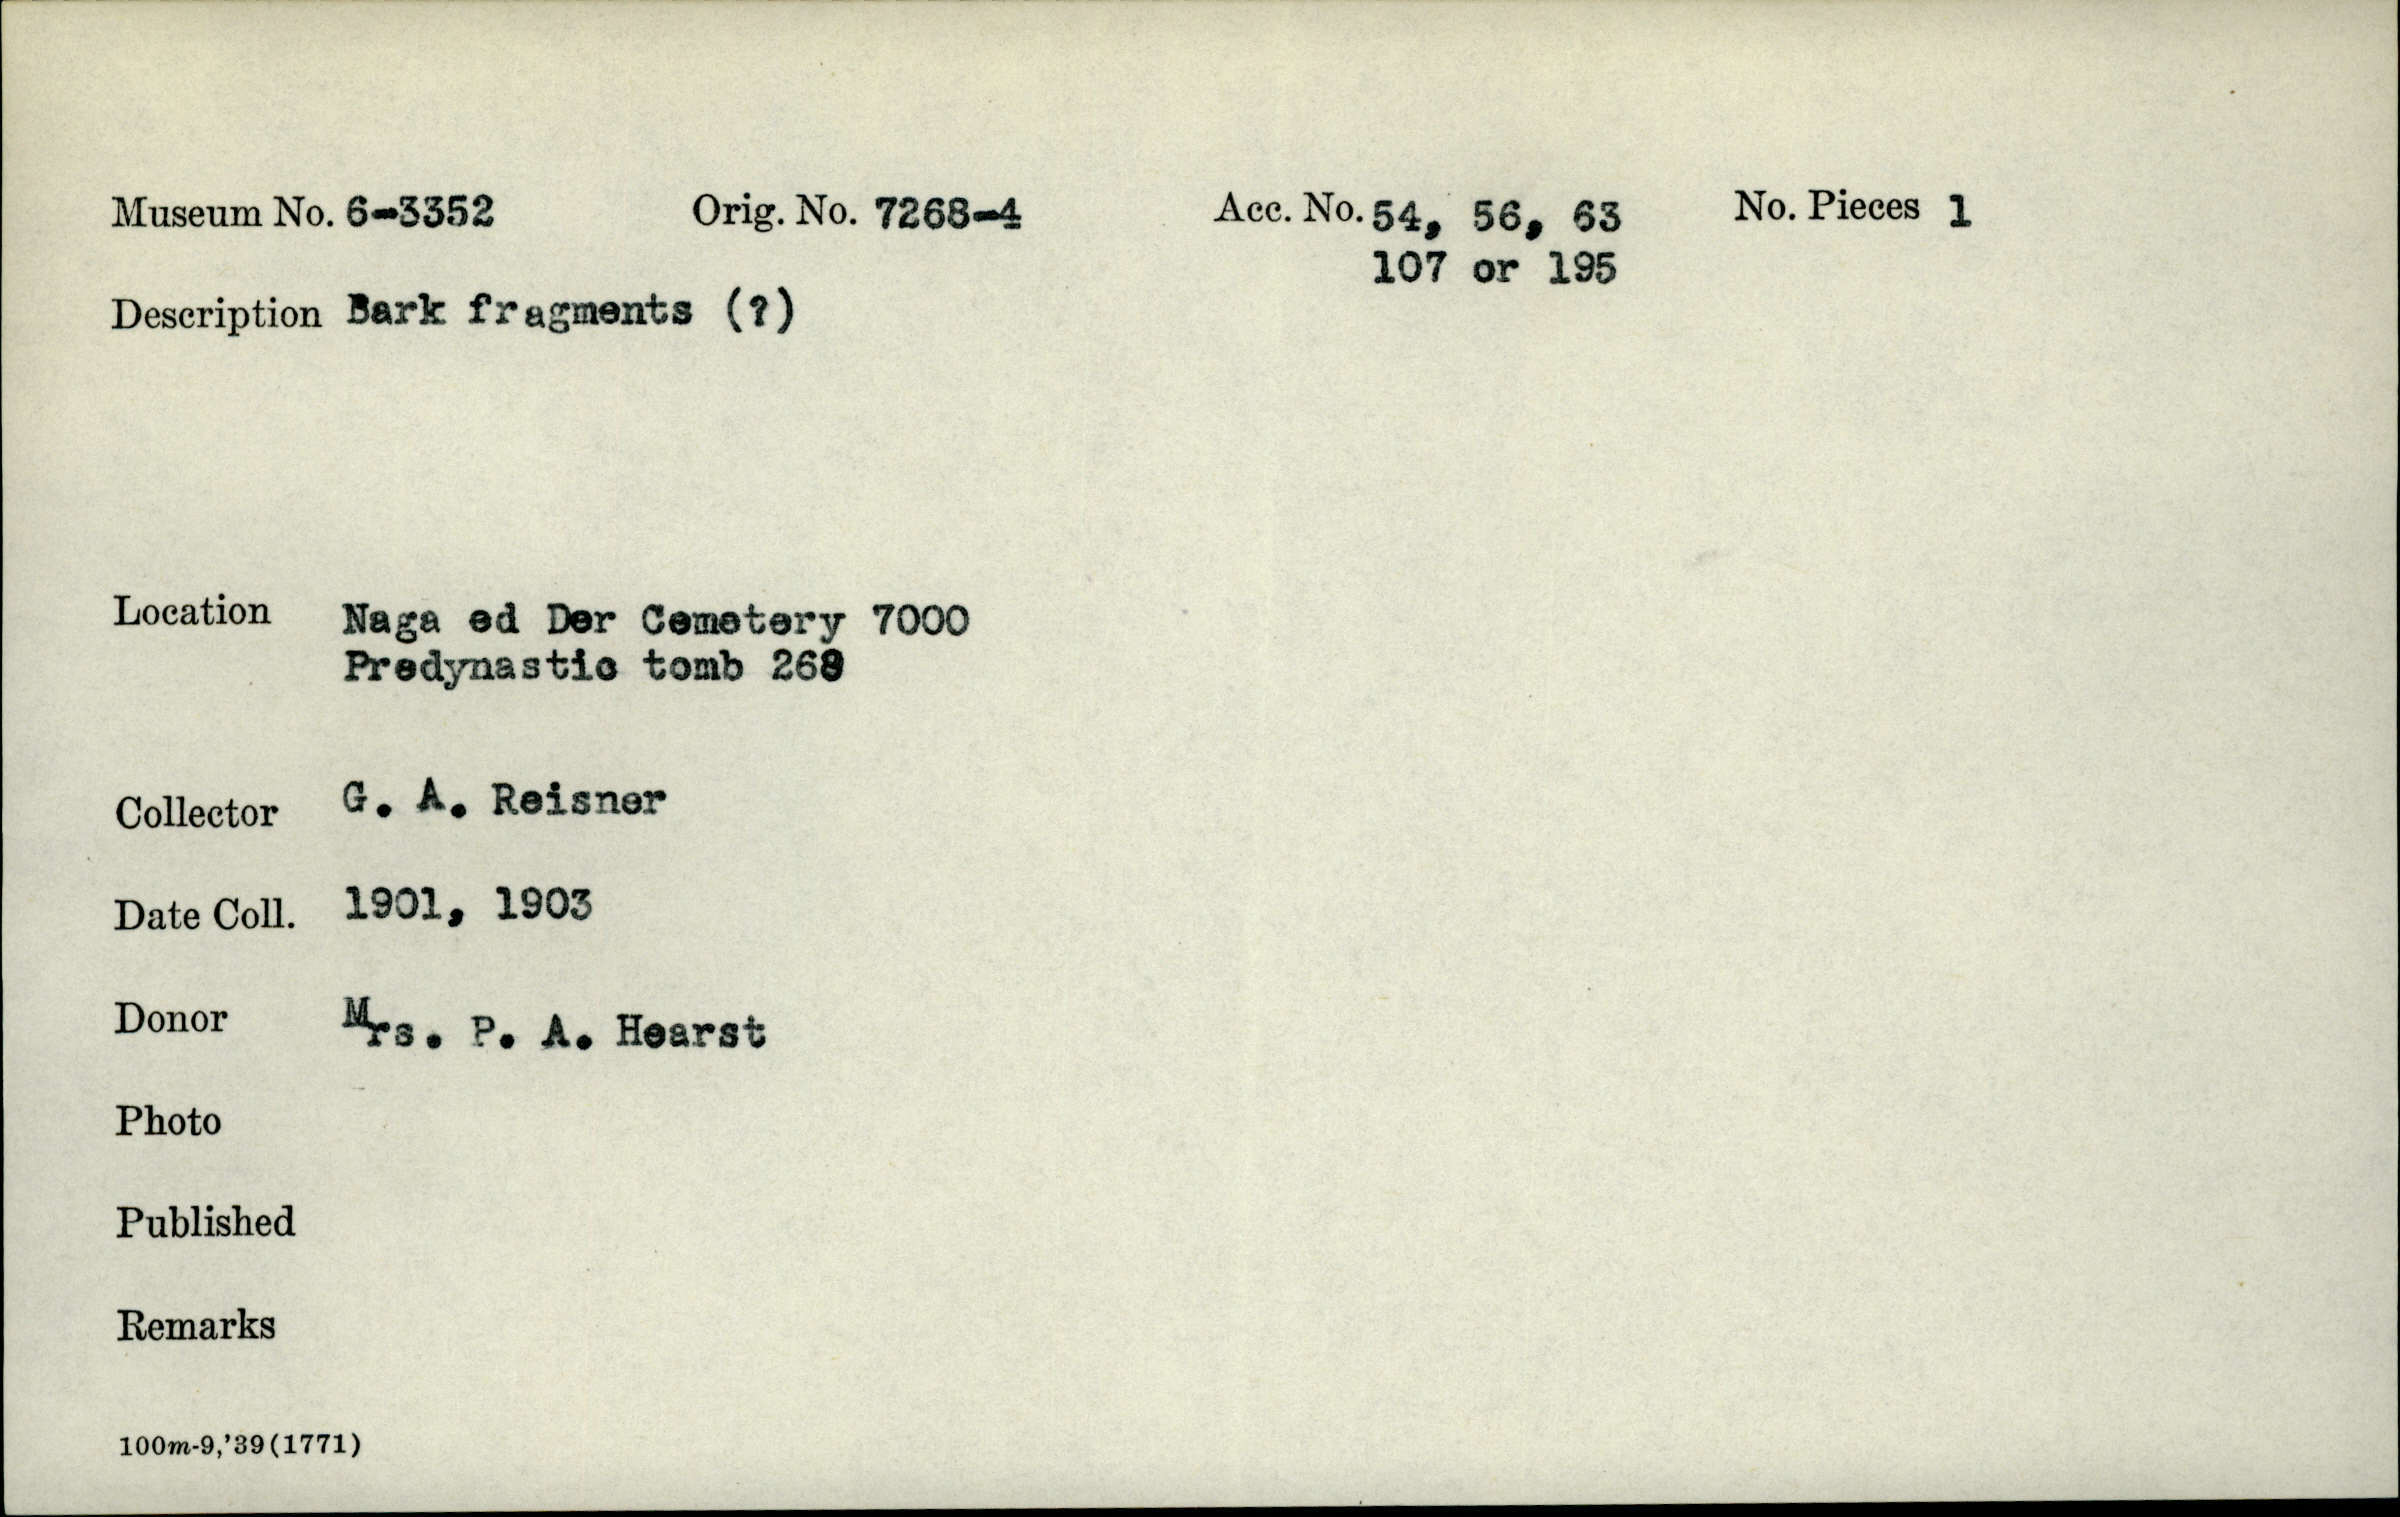 Museum No. 6-3352 Orig. No. 7268-4 Acc. No. 54, 56, 63 No. Pieces 1
107 or 195
Description Bark fragments (?)
Location Naga ed Der Cemetery 7000
Predynastic tomb 268
Collector G. A. Reisner
Date Coll. 1901, 1903
Donor Mrs. P. A. Hearst
Photo
Published
Remarks
100m-9,'39(1771)